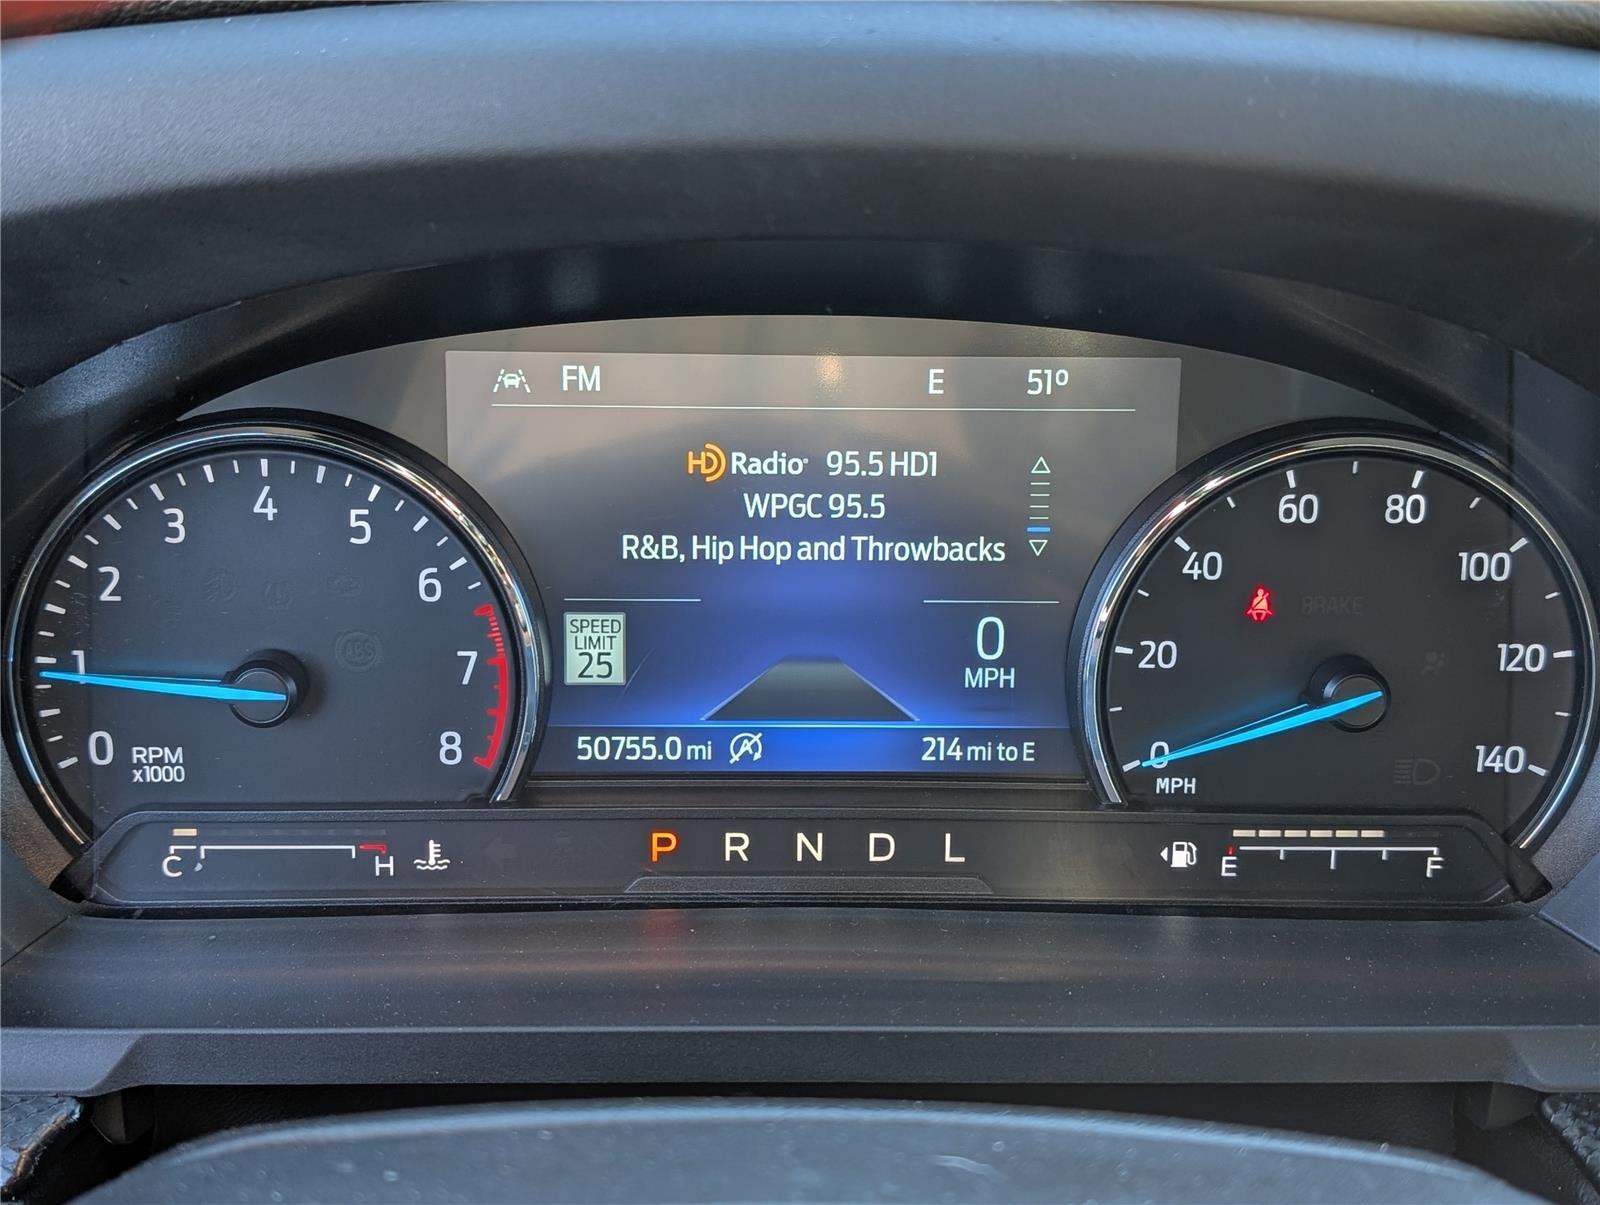 FM E 51º
HD Radio 95.5 HD1
WPGC 95.5
R&B, Hip Hop and Throwbacks
SPEED
LIMIT
25
0
MPH
50755.0 mi A 214 mi to E
0 1 2 3 4 5 6 7 8
RPM
x1000
ABS
0 20 40 60 80 100 120 140
BRAKE
MPH
C H
P R N D L
E F